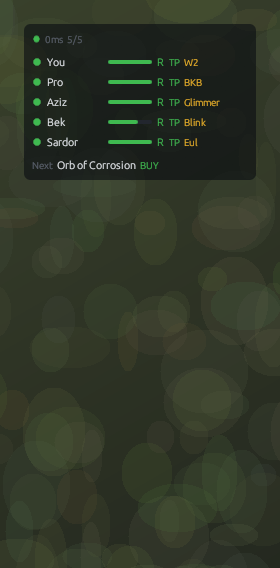 0ms 5/5
You R TP W2
Pro R TP BKB
Aziz R TP Glimmer
Bek R TP Blink
Sardor R TP Eul
Next Orb of Corrosion BUY